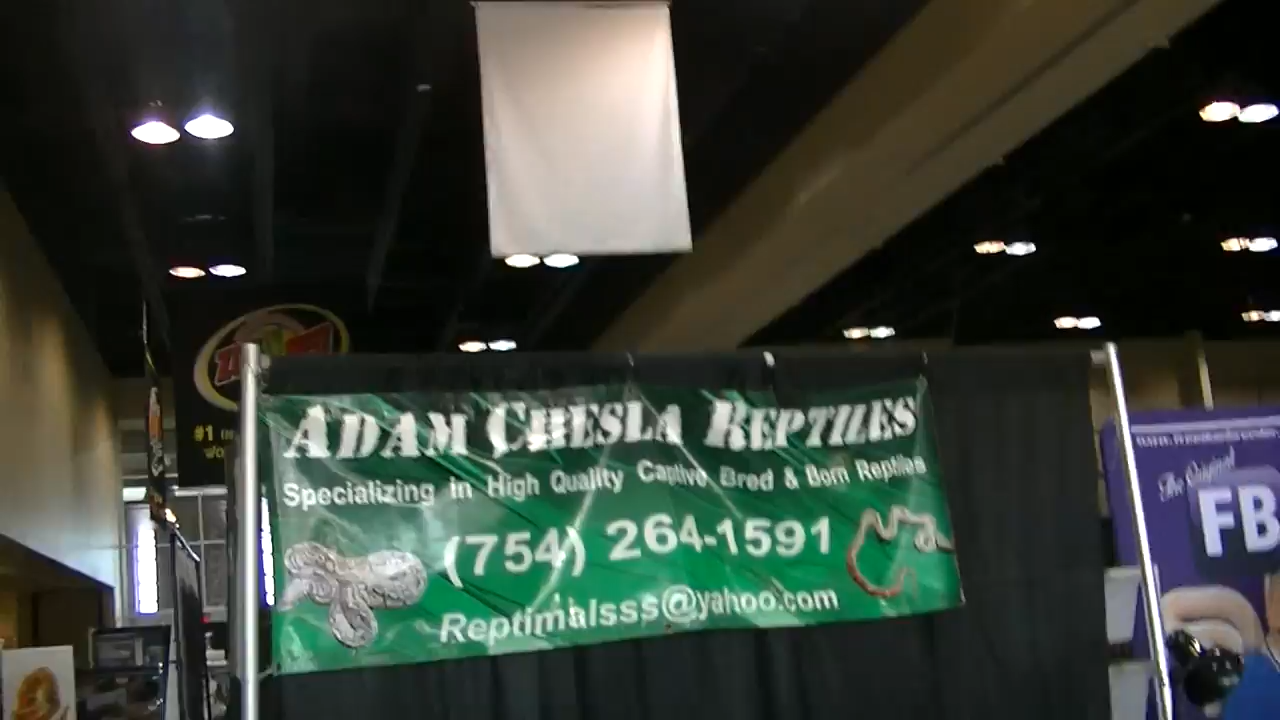 ADAM CHESLA REPTILES
Specializing in High Quality Captive Bred & Born Reptiles
(754) 264-1591
Reptimalsss@yahoo.com
#1
The Original
FB